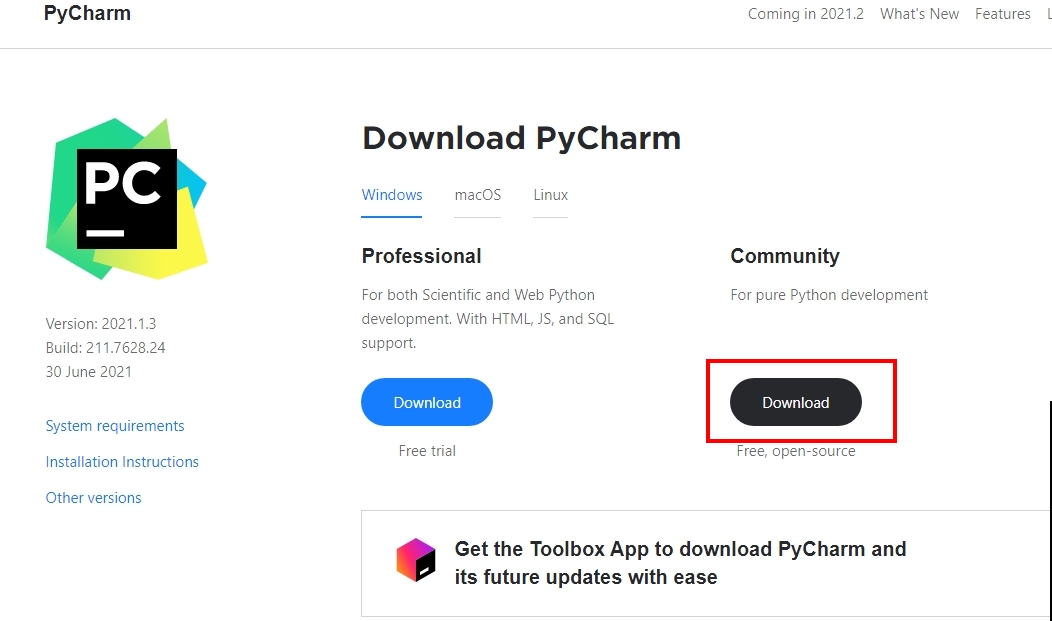 PyCharm
Coming in 2021.2 What's New Features
PC
Download PyCharm
Windows macOS Linux
Professional
For both Scientific and Web Python
development. With HTML, JS, and SQL
support.
Download
Free trial
Community
For pure Python development
Download
Free, open-source
Version: 2021.1.3
Build: 211.7628.24
30 June 2021
System requirements
Installation Instructions
Other versions
Get the Toolbox App to download PyCharm and
its future updates with ease